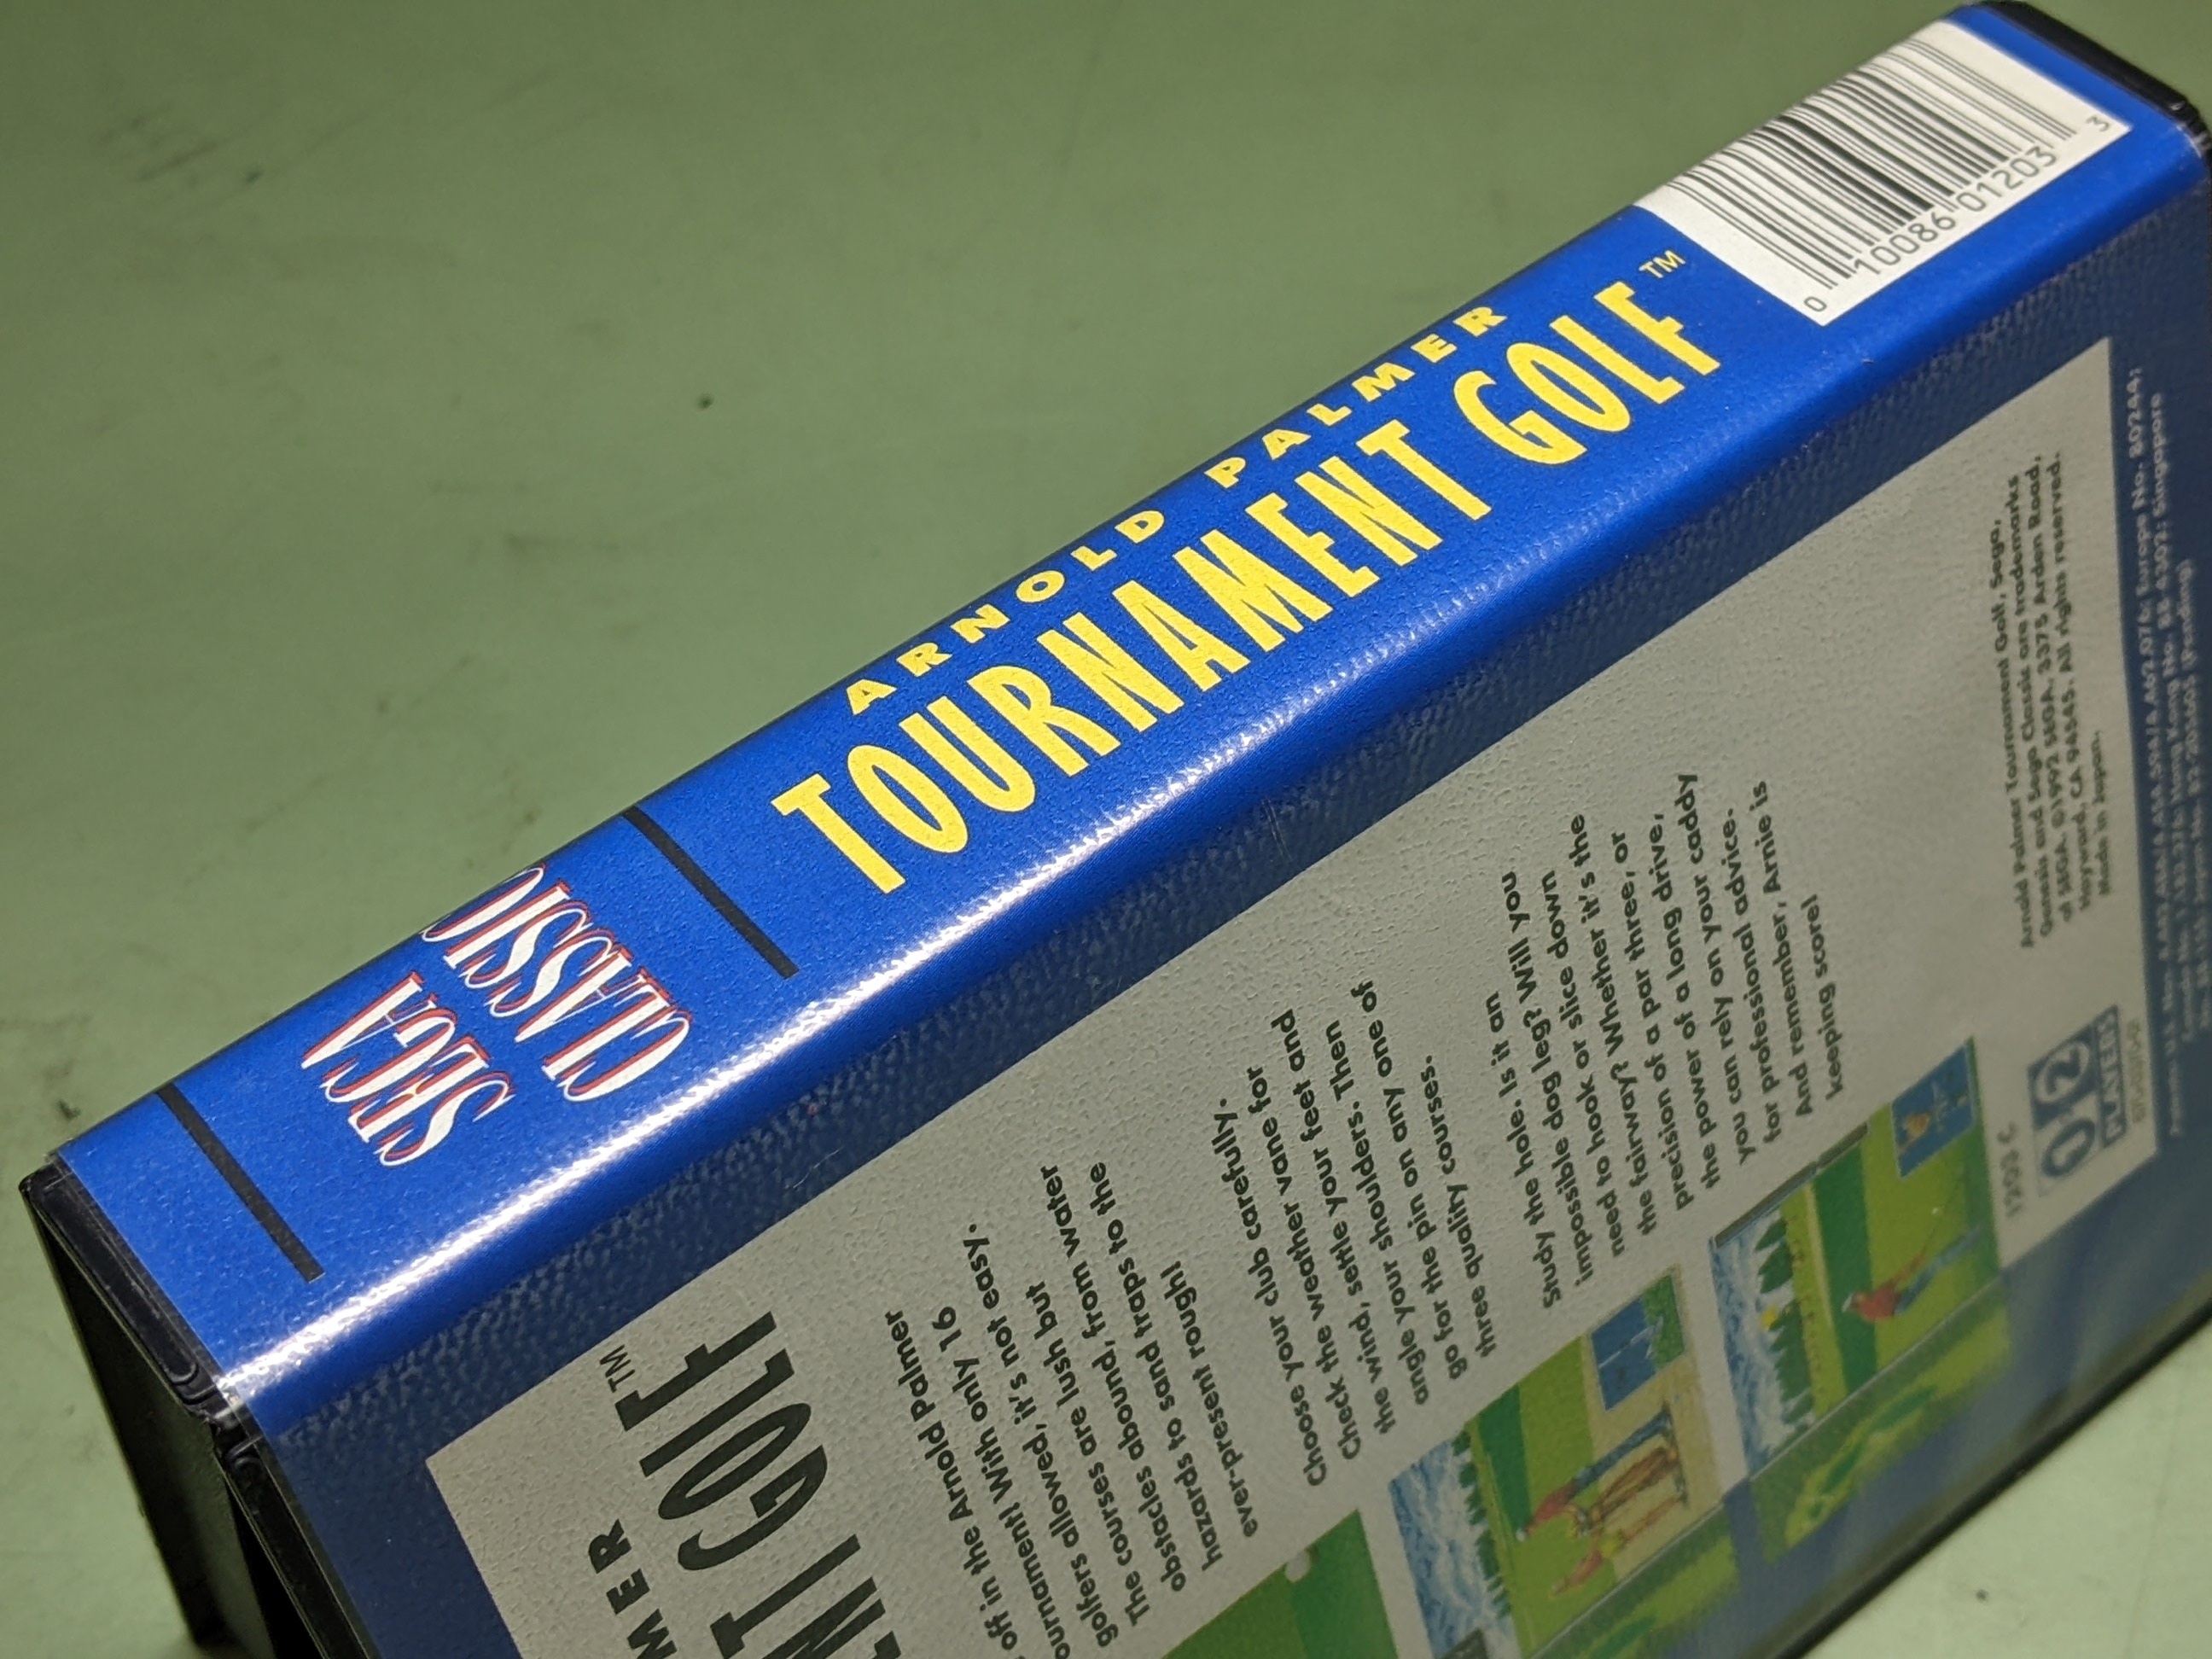 SEGA
CLASSIC
ARNOLD PALMER
TOURNAMENT GOLF™
0 10086 01203 3
MER
NT GOLF™
off in the Arnold Palmer
ournament! With only 16
golfers allowed, it's not easy.
The courses are lush but
obstacles abound, from water
hazards to sand traps to the
ever-present rough!
Choose your club carefully.
Check the weather vane for
the wind, settle your feet and
angle your shoulders. Then
go for the pin on any one of
three quality courses.
Study the hole. Is it an
impossible dog leg? Will you
need to hook or slice down
the fairway? Whether it's the
precision of a par three, or
the power of a long drive,
you can rely on your caddy
for professional advice.
And remember, Arnie is
keeping score!
Arnold Palmer Tournament Golf, Sega,
Genesis and Sega Classic are trademarks
of SEGA. ©1992 SEGA. 3375 Arden Road,
Hayward, CA 94545. All rights reserved.
Made in Japan.
1203 C
PLAYERS